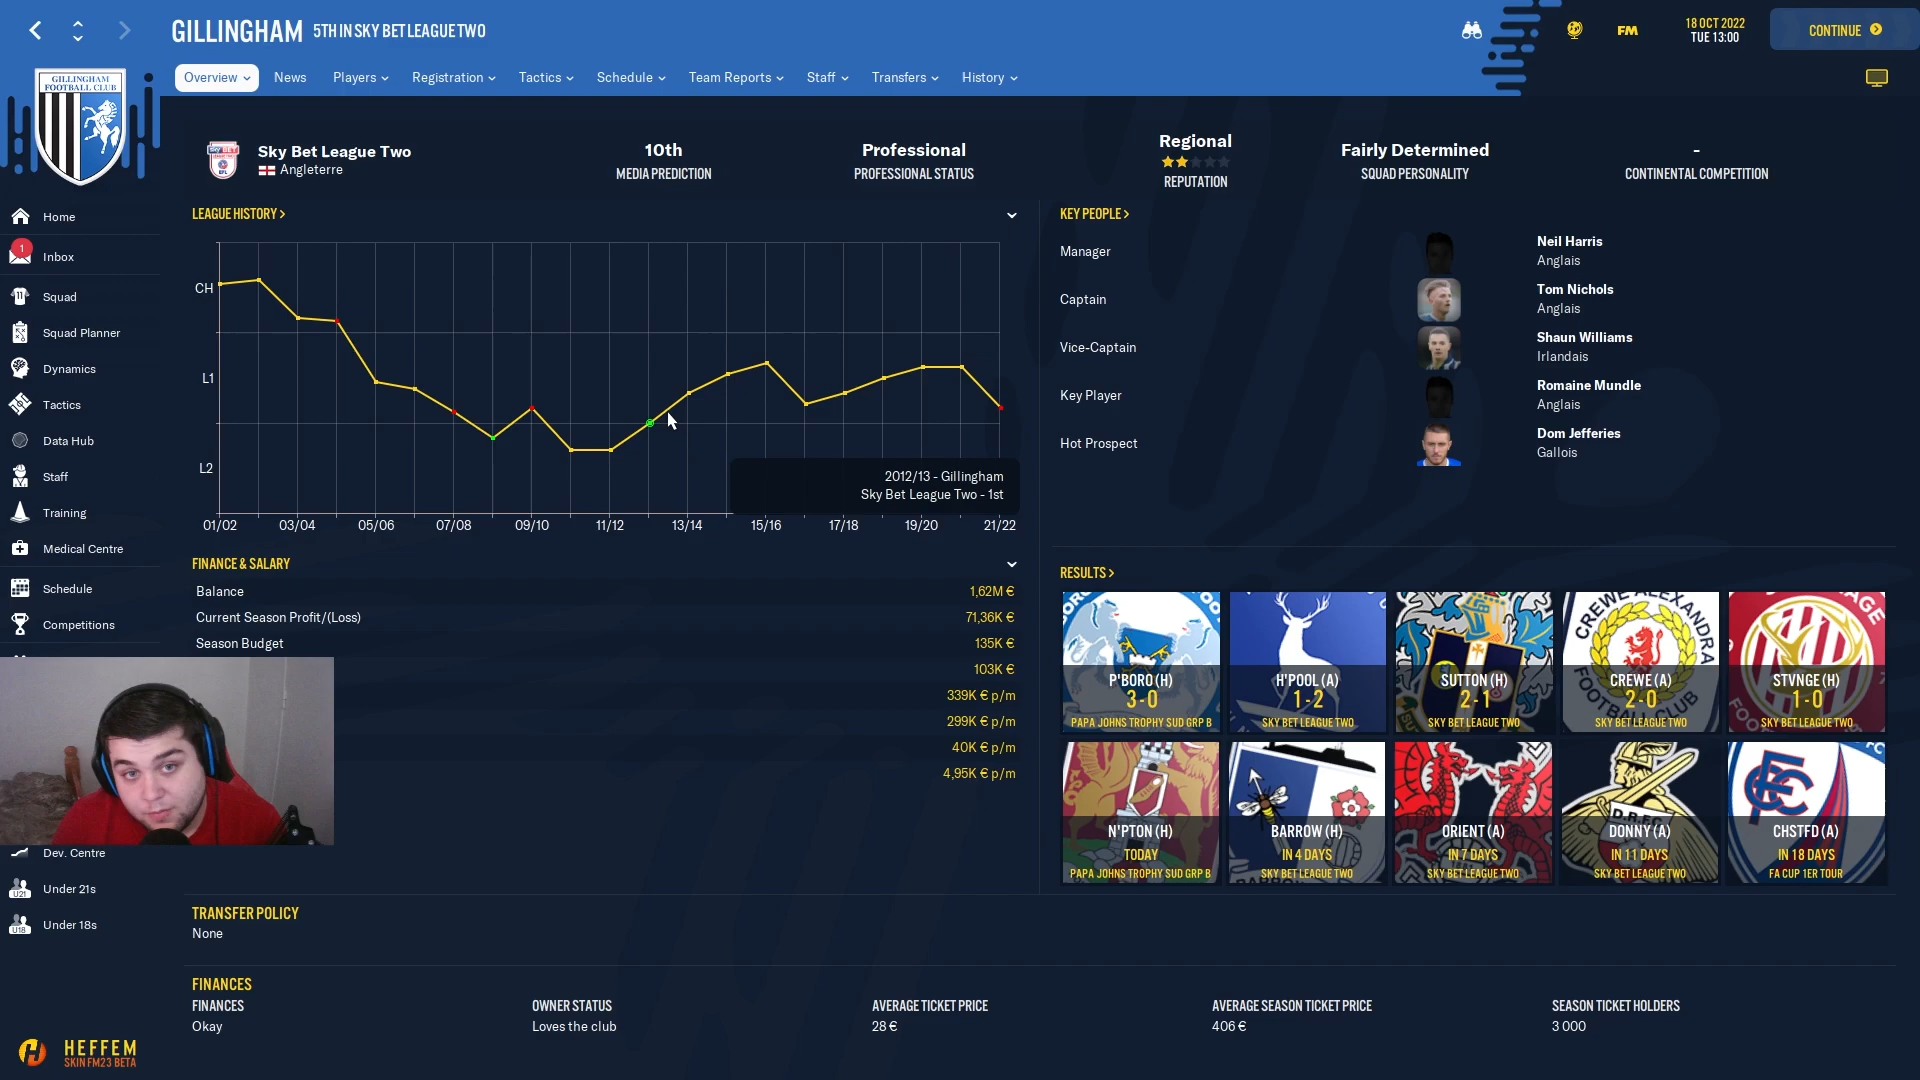 GILLINGHAM
5TH IN SKY BET LEAGUE TWO
18 OCT 2022
TUE 13:00
CONTINUE
FM
GILLINGHAM
FOOTBALL CLUB
Overview
News
Players
Registration
Tactics
Schedule
Team Reports
Staff
Transfers
History
Sky Bet League Two
Angleterre
10th
MEDIA PREDICTION
Professional
PROFESSIONAL STATUS
Regional
REPUTATION
Fairly Determined
SQUAD PERSONALITY
-
CONTINENTAL COMPETITION
Home
1
Inbox
Squad
Squad Planner
Dynamics
Tactics
Data Hub
Staff
Training
Medical Centre
Schedule
Competitions
Dev. Centre
U21
Under 21s
U18
Under 18s
HEFFEM
SKIN FM23 BETA
LEAGUE HISTORY >
CH
L1
L2
01/02
03/04
05/06
07/08
09/10
11/12
13/14
15/16
17/18
19/20
21/22
2012/13 - Gillingham
Sky Bet League Two - 1st
FINANCE & SALARY
Balance
1,62M €
Current Season Profit/(Loss)
71,36K €
Season Budget
135K €
103K €
339K € p/m
299K € p/m
40K € p/m
4,95K € p/m
KEY PEOPLE >
Manager
Neil Harris
Anglais
Captain
Tom Nichols
Anglais
Vice-Captain
Shaun Williams
Irlandais
Key Player
Romaine Mundle
Anglais
Hot Prospect
Dom Jefferies
Gallois
RESULTS >
P'BORO (H)
3 - 0
PAPA JOHNS TROPHY SUD GRP B
H'POOL (A)
1 - 2
SKY BET LEAGUE TWO
SUTTON (H)
2 - 1
SKY BET LEAGUE TWO
CREWE (A)
2 - 0
SKY BET LEAGUE TWO
STVNGE (H)
1 - 0
SKY BET LEAGUE TWO
N'PTON (H)
TODAY
PAPA JOHNS TROPHY SUD GRP B
BARROW (H)
IN 4 DAYS
SKY BET LEAGUE TWO
ORIENT (A)
IN 7 DAYS
SKY BET LEAGUE TWO
D.R.F.C
DONNY (A)
IN 11 DAYS
SKY BET LEAGUE TWO
CHSTFD (A)
IN 18 DAYS
FA CUP 1ER TOUR
TRANSFER POLICY
None
FINANCES
FINANCES
Okay
OWNER STATUS
Loves the club
AVERAGE TICKET PRICE
28 €
AVERAGE SEASON TICKET PRICE
406 €
SEASON TICKET HOLDERS
3 000